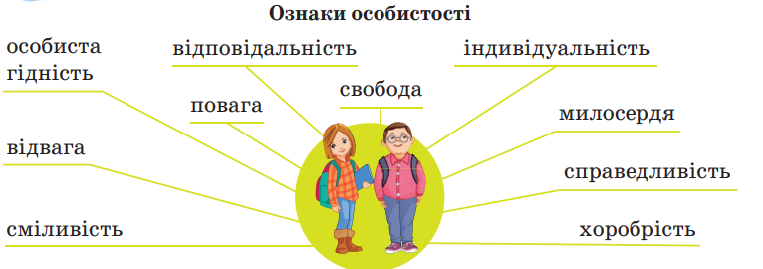 Ознаки особистості
особиста
гідність
відповідальність
індивідуальність
повага
свобода
милосердя
відвага
справедливість
сміливість
хоробрість